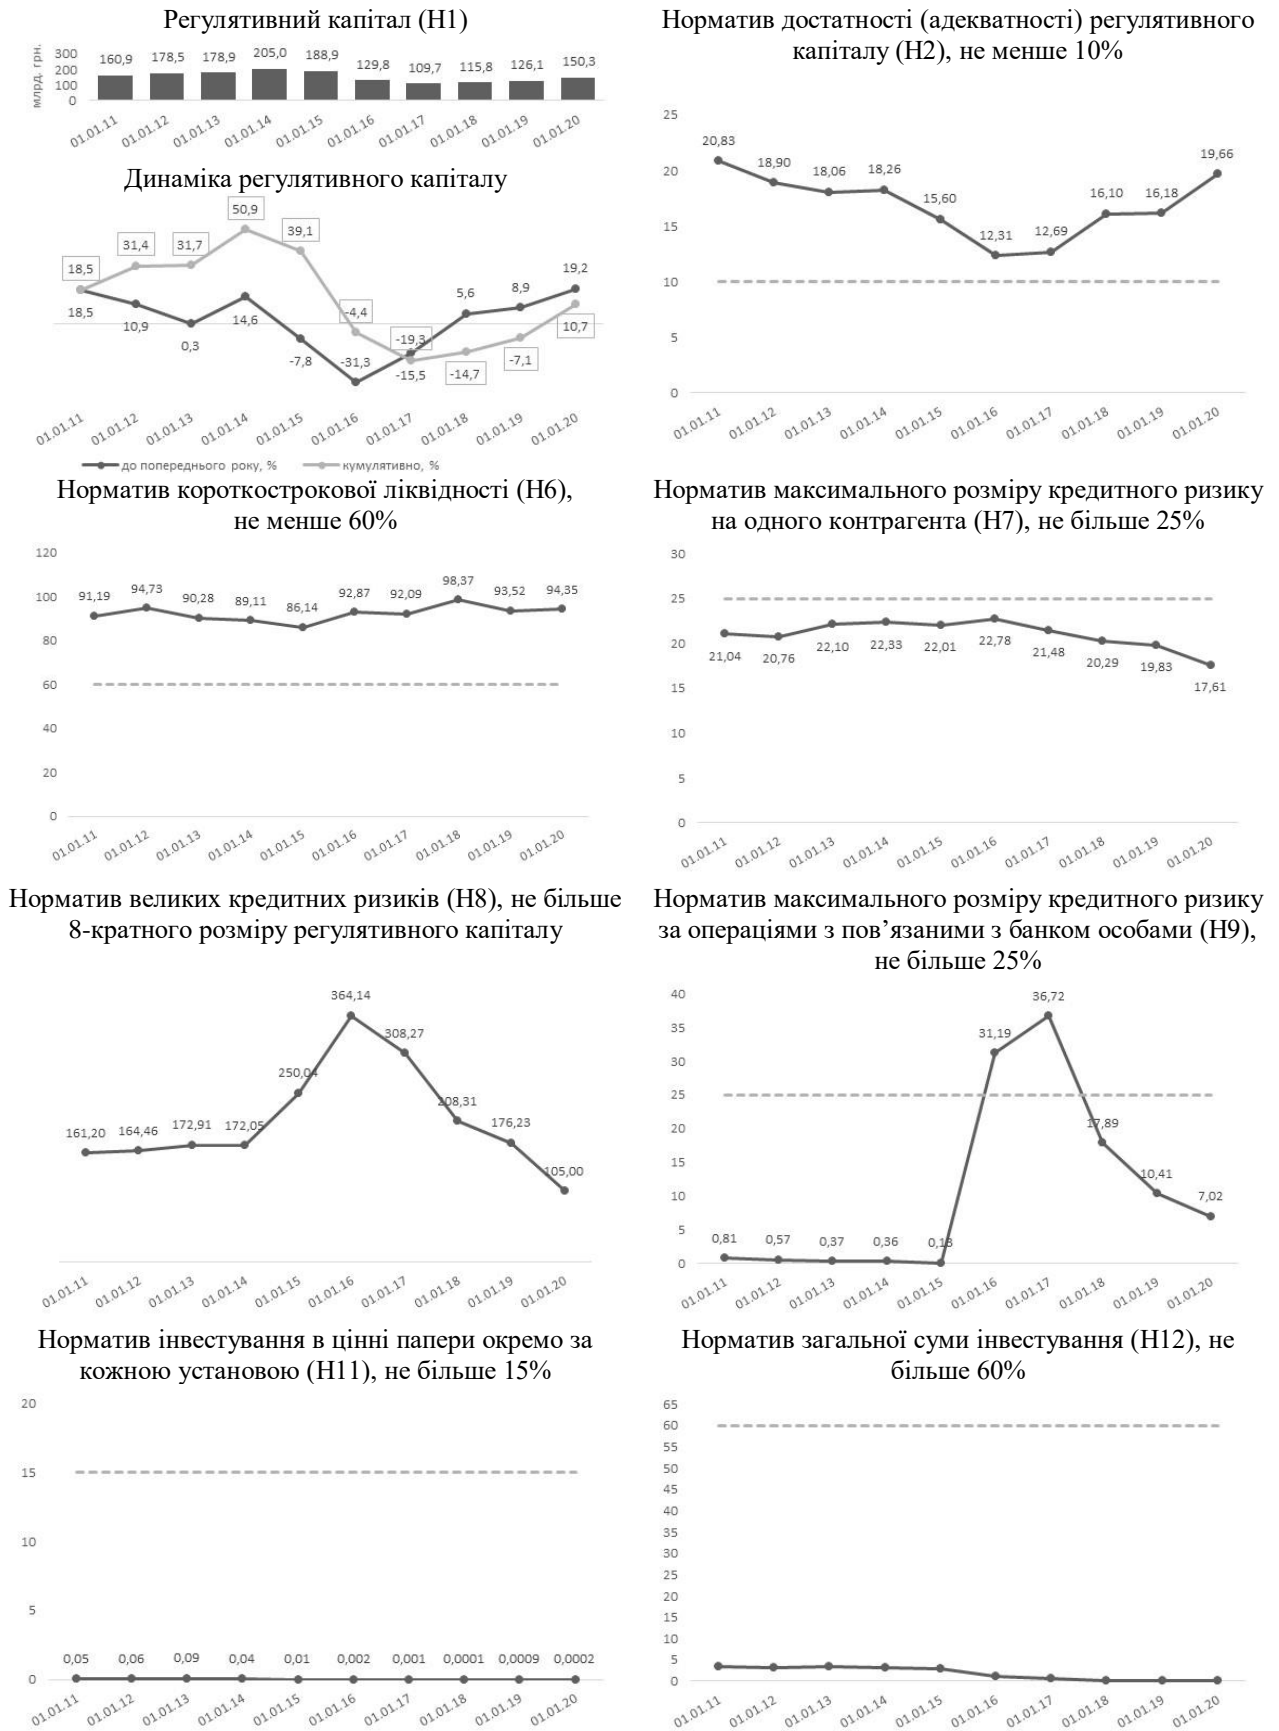 Регулятивний капітал (Н1)
млрд. грн.
300
200
100
0
160,9 178,5 178,9 205,0 188,9 129,8 109,7 115,8 126,1 150,3
01.01.11 01.01.12 01.01.13 01.01.14 01.01.15 01.01.16 01.01.17 01.01.18 01.01.19 01.01.20
Динаміка регулятивного капіталу
18,5 31,4 31,7 50,9 39,1 -4,4 -19,3 -14,7 -7,1 10,7
18,5 10,9 0,3 14,6 -7,8 -31,3 -15,5 5,6 8,9 19,2
01.01.11 01.01.12 01.01.13 01.01.14 01.01.15 01.01.16 01.01.17 01.01.18 01.01.19 01.01.20
до попереднього року, % кумулятивно, %
Норматив достатності (адекватності) регулятивного
капіталу (Н2), не менше 10%
25
20
15
10
5
0
20,83 18,90 18,06 18,26 15,60 12,31 12,69 16,10 16,18 19,66
01.01.11 01.01.12 01.01.13 01.01.14 01.01.15 01.01.16 01.01.17 01.01.18 01.01.19 01.01.20
Норматив короткострокової ліквідності (Н6),
не менше 60%
120
100
80
60
40
20
0
91,19 94,73 90,28 89,11 86,14 92,87 92,09 98,37 93,52 94,35
01.01.11 01.01.12 01.01.13 01.01.14 01.01.15 01.01.16 01.01.17 01.01.18 01.01.19 01.01.20
Норматив максимального розміру кредитного ризику
на одного контрагента (Н7), не більше 25%
30
25
20
15
10
5
0
21,04 20,76 22,10 22,33 22,01 22,78 21,48 20,29 19,83 17,61
01.01.11 01.01.12 01.01.13 01.01.14 01.01.15 01.01.16 01.01.17 01.01.18 01.01.19 01.01.20
Норматив великих кредитних ризиків (Н8), не більше
8-кратного розміру регулятивного капіталу
161,20 164,46 172,91 172,05 250,04 364,14 308,27 208,31 176,23 105,00
01.01.11 01.01.12 01.01.13 01.01.14 01.01.15 01.01.16 01.01.17 01.01.18 01.01.19 01.01.20
Норматив максимального розміру кредитного ризику
за операціями з пов’язаними з банком особами (Н9),
не більше 25%
40
35
30
25
20
15
10
5
0
0,81 0,57 0,37 0,36 0,13 31,19 36,72 17,89 10,41 7,02
01.01.11 01.01.12 01.01.13 01.01.14 01.01.15 01.01.16 01.01.17 01.01.18 01.01.19 01.01.20
Норматив інвестування в цінні папери окремо за
кожною установою (Н11), не більше 15%
20
15
10
5
0
0,05 0,06 0,09 0,04 0,01 0,002 0,001 0,0001 0,0009 0,0002
01.01.11 01.01.12 01.01.13 01.01.14 01.01.15 01.01.16 01.01.17 01.01.18 01.01.19 01.01.20
Норматив загальної суми інвестування (Н12), не
більше 60%
65
60
55
50
45
40
35
30
25
20
15
10
5
0
01.01.11 01.01.12 01.01.13 01.01.14 01.01.15 01.01.16 01.01.17 01.01.18 01.01.19 01.01.20